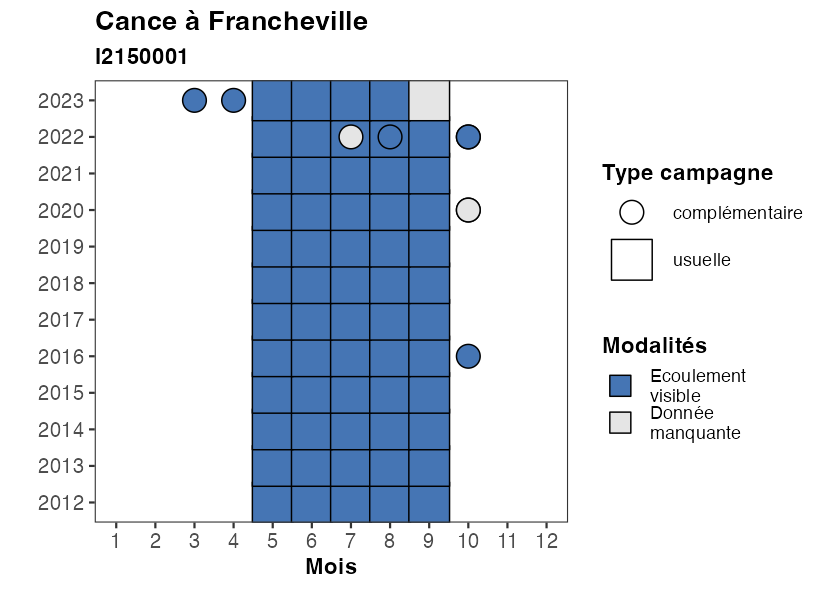 Cance à Francheville
I2150001
2023
2022
2021
2020
2019
2018
2017
2016
2015
2014
2013
2012
1 2 3 4 5 6 7 8 9 10 11 12
Mois
Type campagne
complémentaire
usuelle
Modalités
Ecoulement
visible
Donnée
manquante